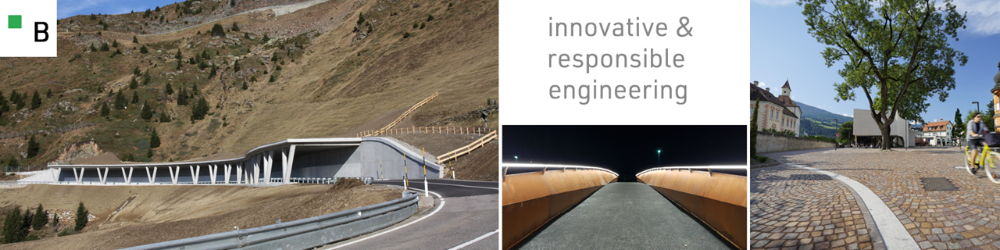 B
innovative &
responsible
engineering